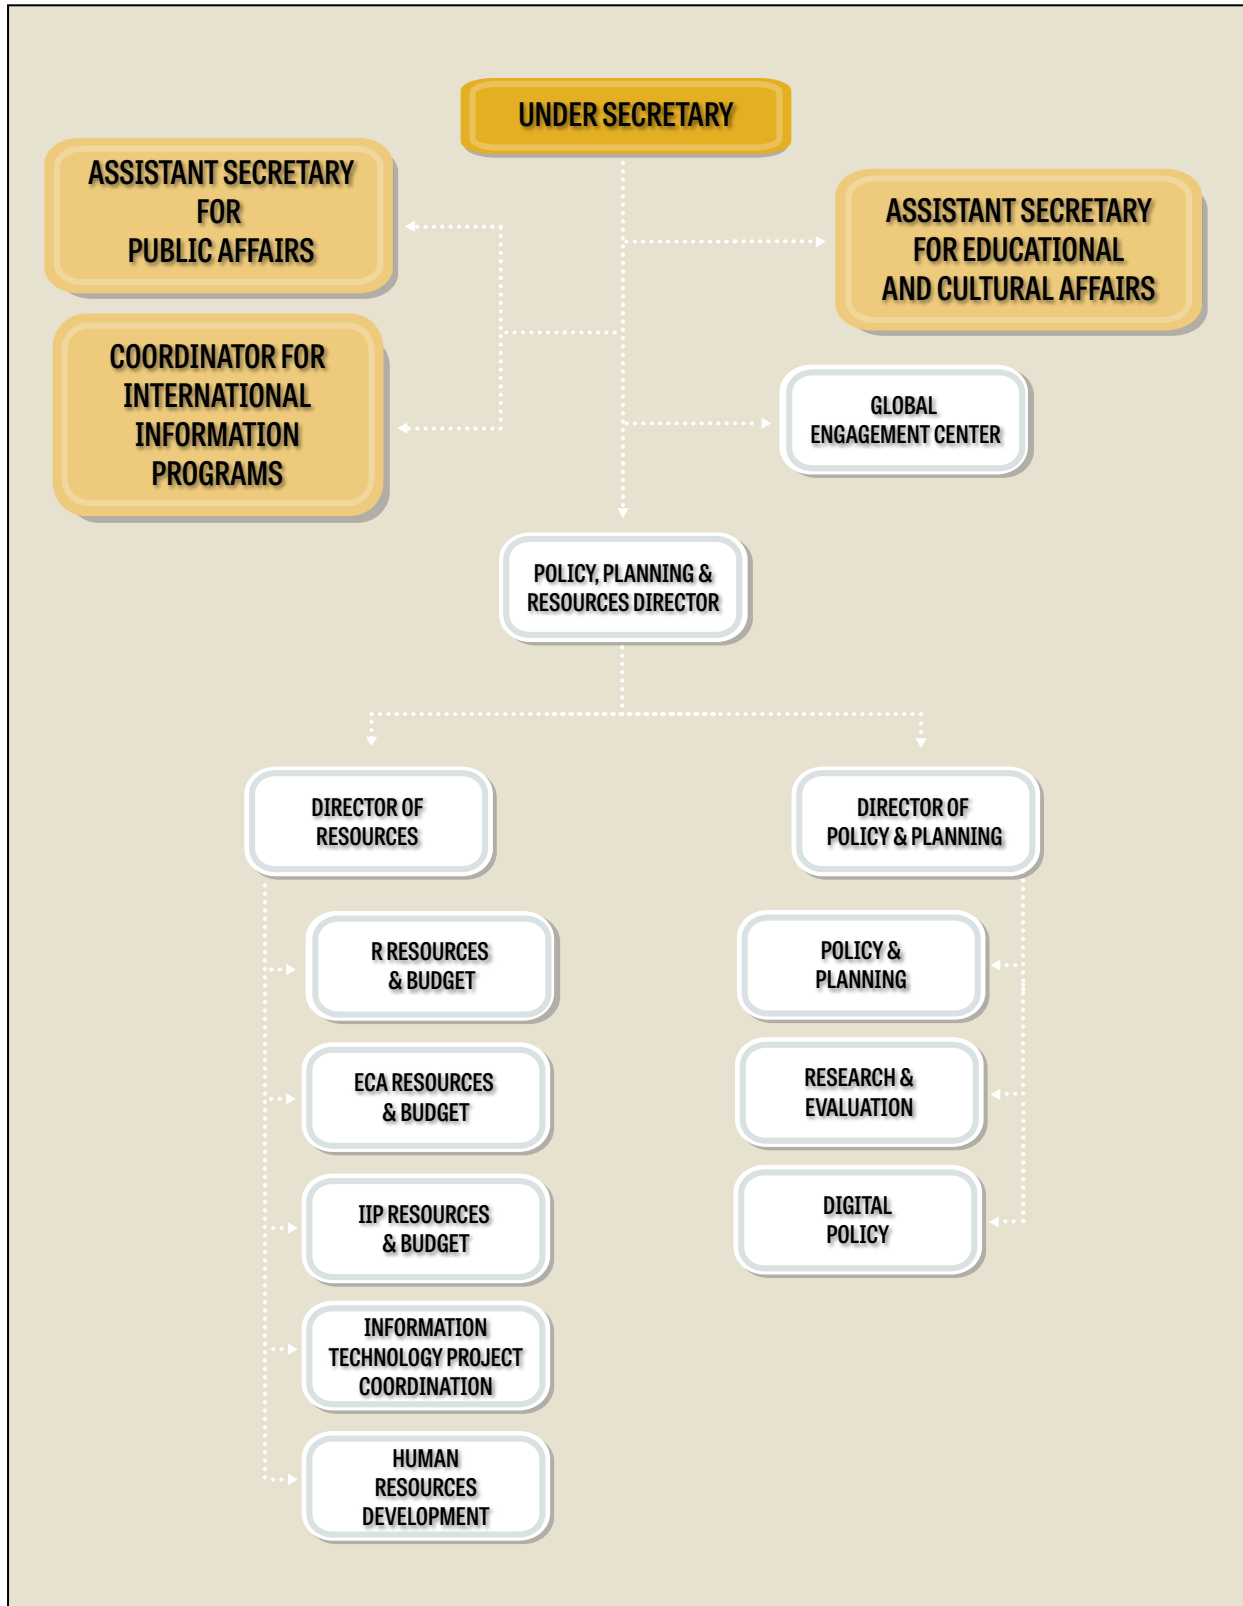 UNDER SECRETARY
ASSISTANT SECRETARY
FOR
PUBLIC AFFAIRS
ASSISTANT SECRETARY
FOR EDUCATIONAL
AND CULTURAL AFFAIRS
COORDINATOR FOR
INTERNATIONAL
INFORMATION
PROGRAMS
GLOBAL
ENGAGEMENT CENTER
POLICY, PLANNING &
RESOURCES DIRECTOR
DIRECTOR OF
RESOURCES
DIRECTOR OF
POLICY & PLANNING
R RESOURCES
& BUDGET
ECA RESOURCES
& BUDGET
IIP RESOURCES
& BUDGET
INFORMATION
TECHNOLOGY PROJECT
COORDINATION
HUMAN
RESOURCES
DEVELOPMENT
POLICY &
PLANNING
RESEARCH &
EVALUATION
DIGITAL
POLICY